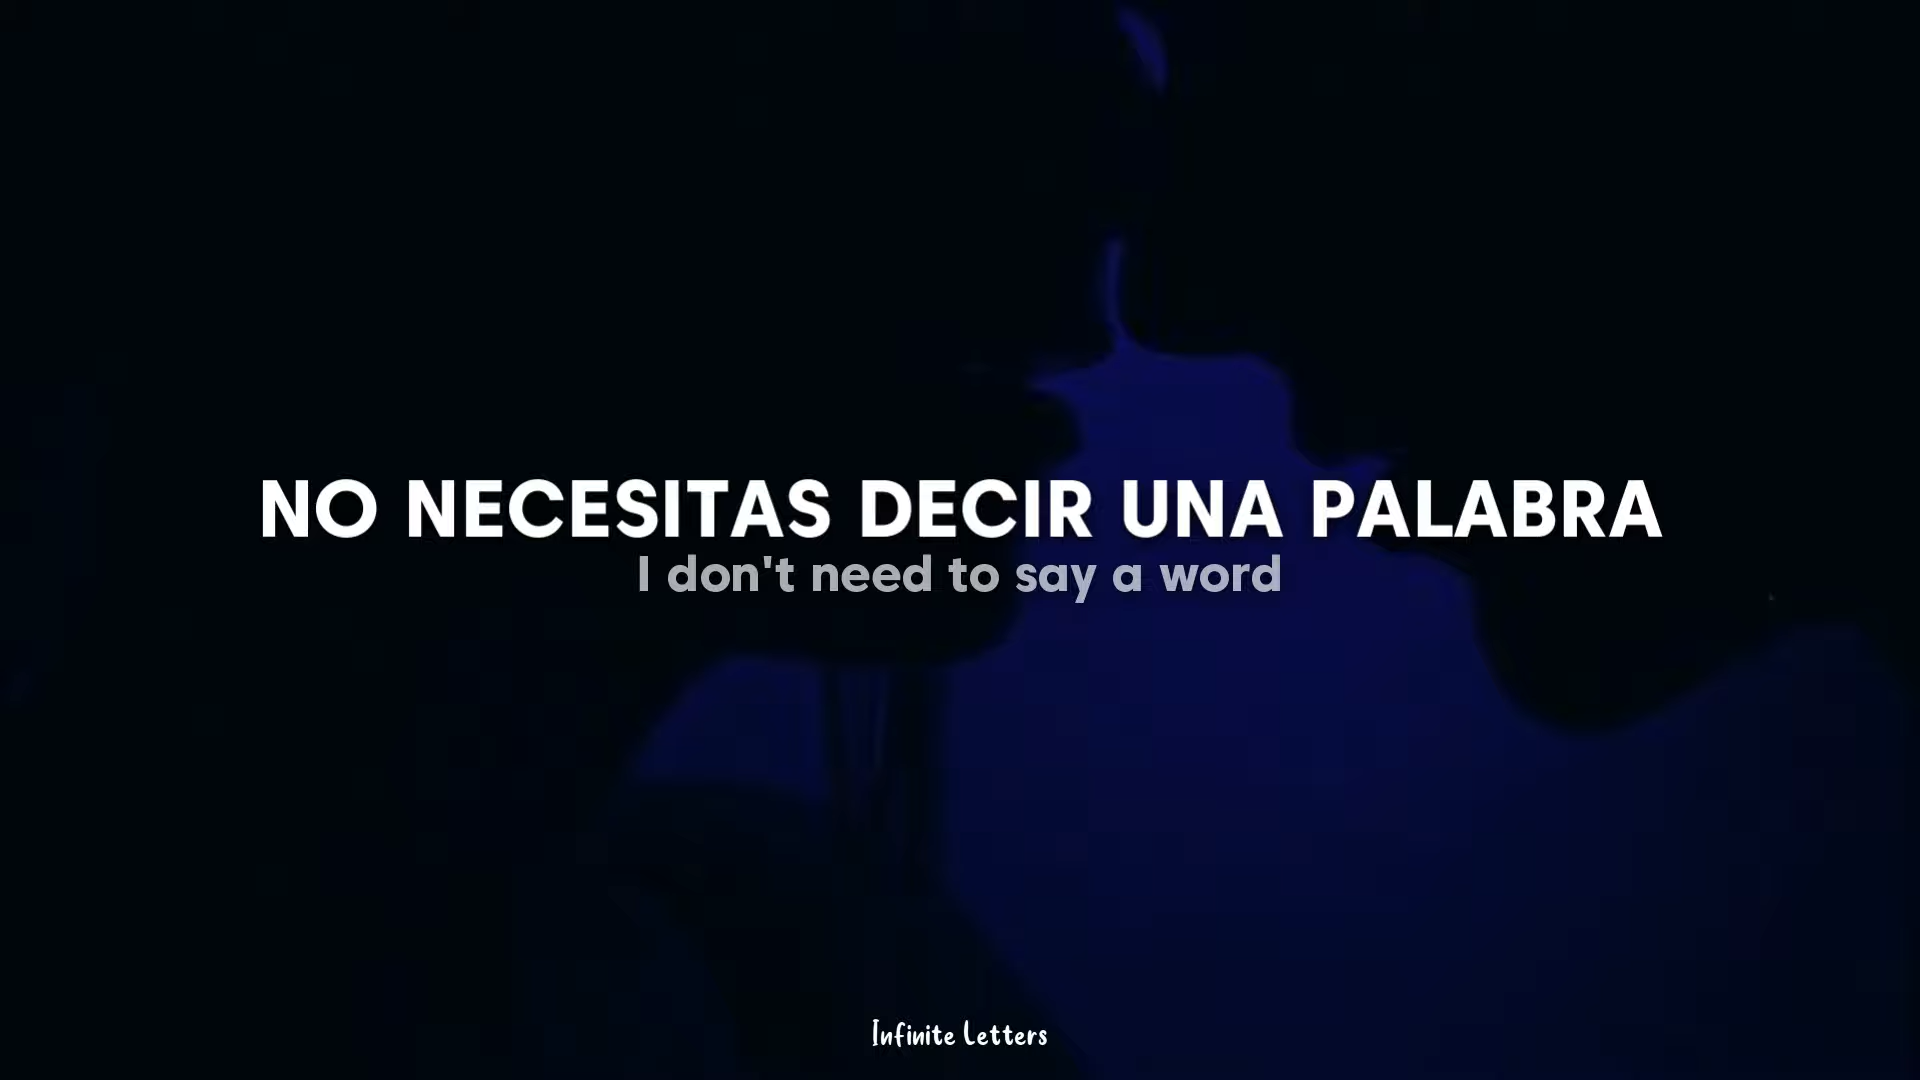 NO NECESITAS DECIR UNA PALABRA
I don't need to say a word
Infinite Letters